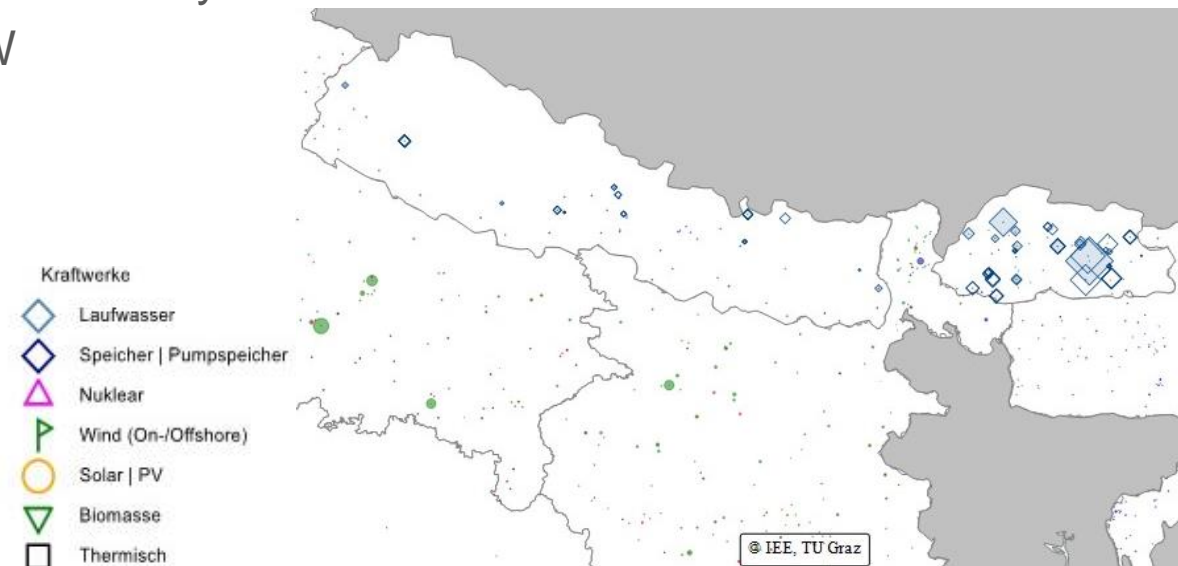 Kraftwerke
Laufwasser
Speicher | Pumpspeicher
Nuklear
Wind (On-/Offshore)
Solar | PV
Biomasse
Thermisch
@ IEE, TU Graz